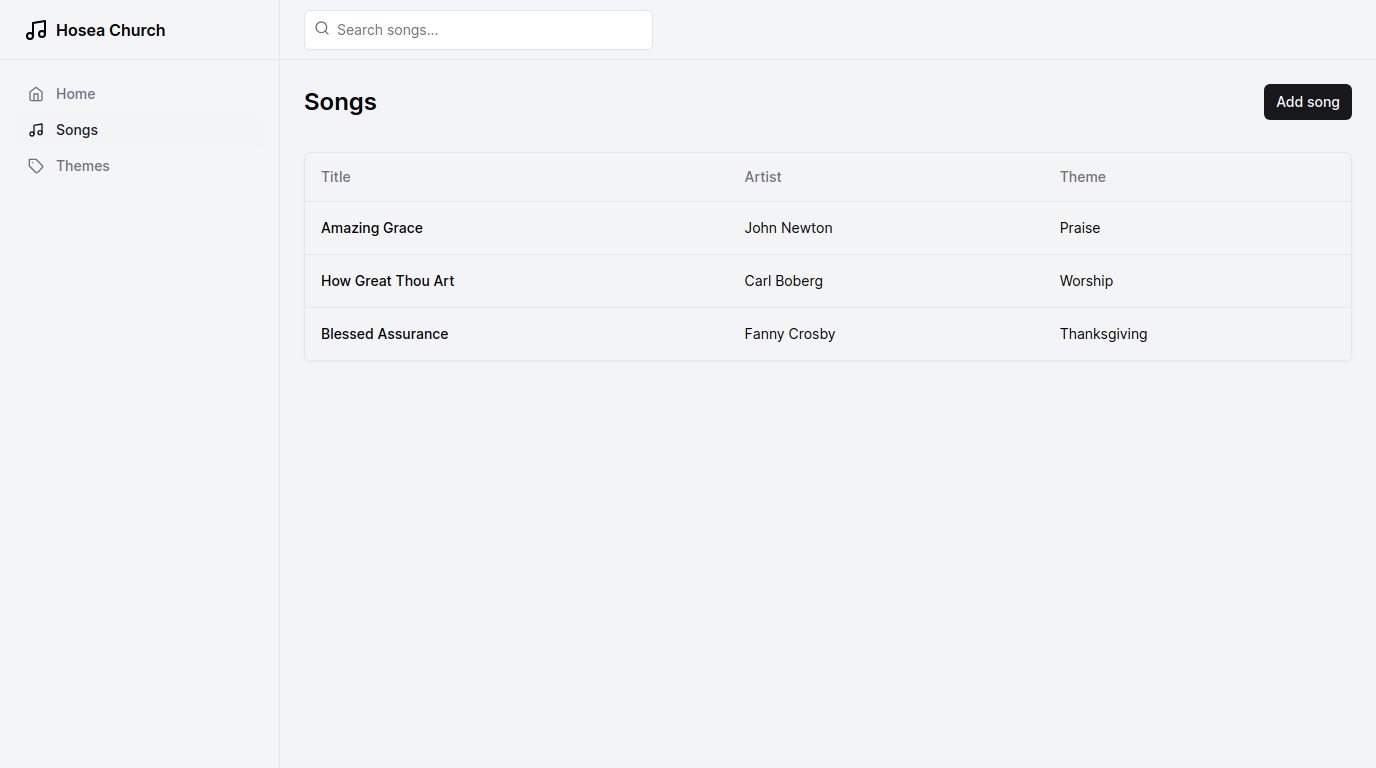 Hosea Church
Search songs...
Home
Songs
Themes
Songs
Add song
Title Artist Theme
Amazing Grace John Newton Praise
How Great Thou Art Carl Boberg Worship
Blessed Assurance Fanny Crosby Thanksgiving